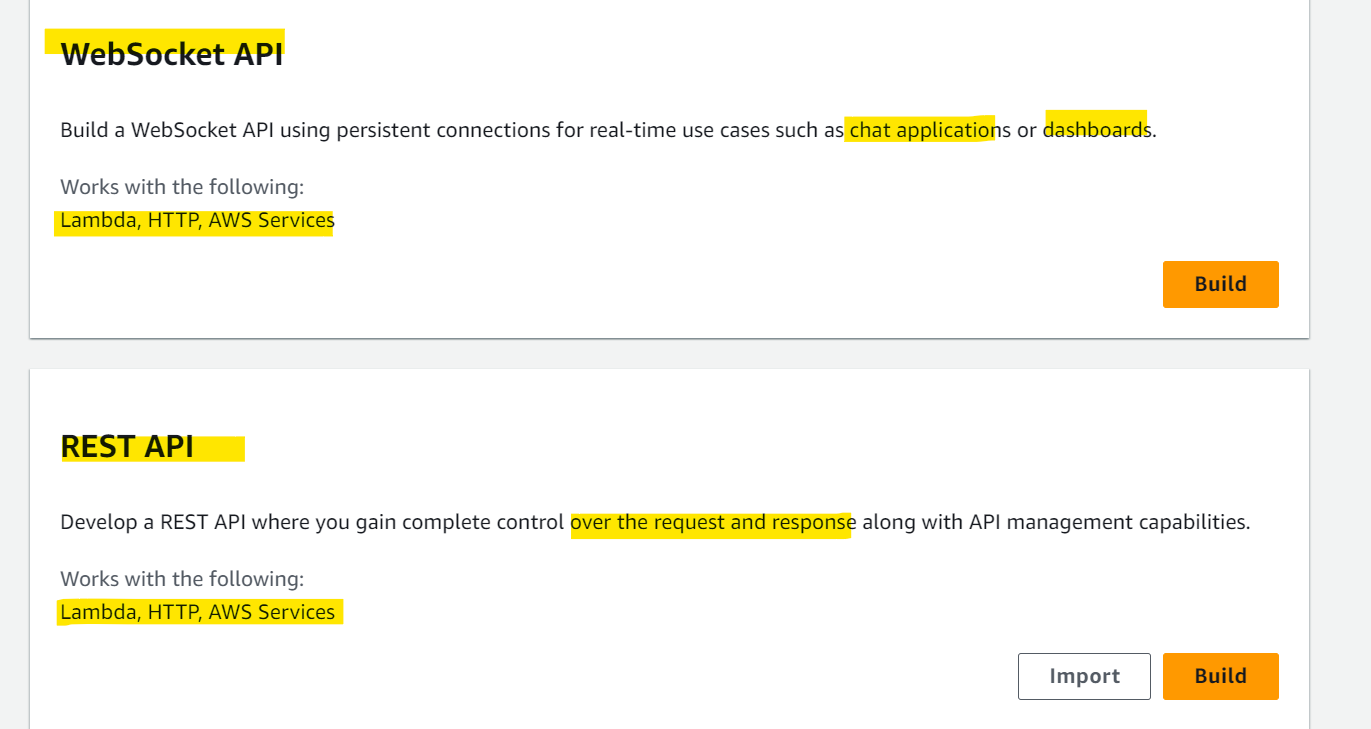 WebSocket API
Build a WebSocket API using persistent connections for real-time use cases such as chat applications or dashboards.
Works with the following:
Lambda, HTTP, AWS Services
Build
REST API
Develop a REST API where you gain complete control over the request and response along with API management capabilities.
Works with the following:
Lambda, HTTP, AWS Services
Import
Build